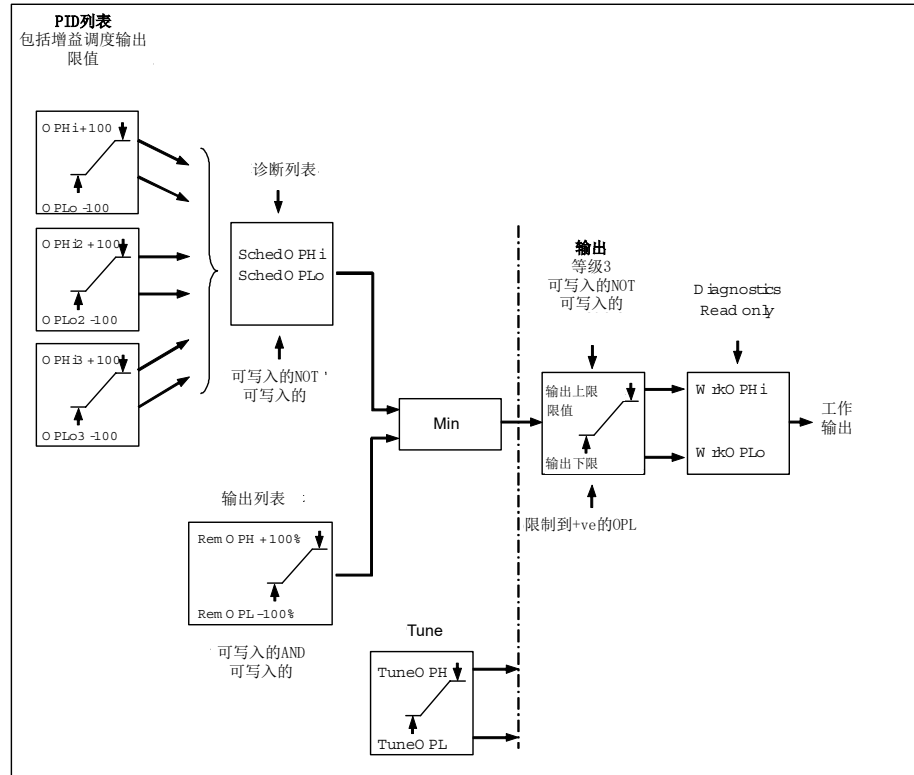 PID列表
包括增益调度输出
限值
OPHi+100
OPLo -100
OPHi2 +100
OPLo2 -100
OPHi3 +100
OPLo3 -100
诊断列表
SchedOPHi
SchedOPLo
可写入的NOT '
可写入的
输出列表 :
RemOPH +100%
RemOPL -100%
可写入的AND
可写入的
Min
Tune
TuneOPH
TuneOPL
输出
等级3
可写入的NOT
可写入的
输出上限
限值
输出下限
限制到+ve的OPL
Diagnostics
Read only
WrkOPHi
WrkOPLo
工作
输出